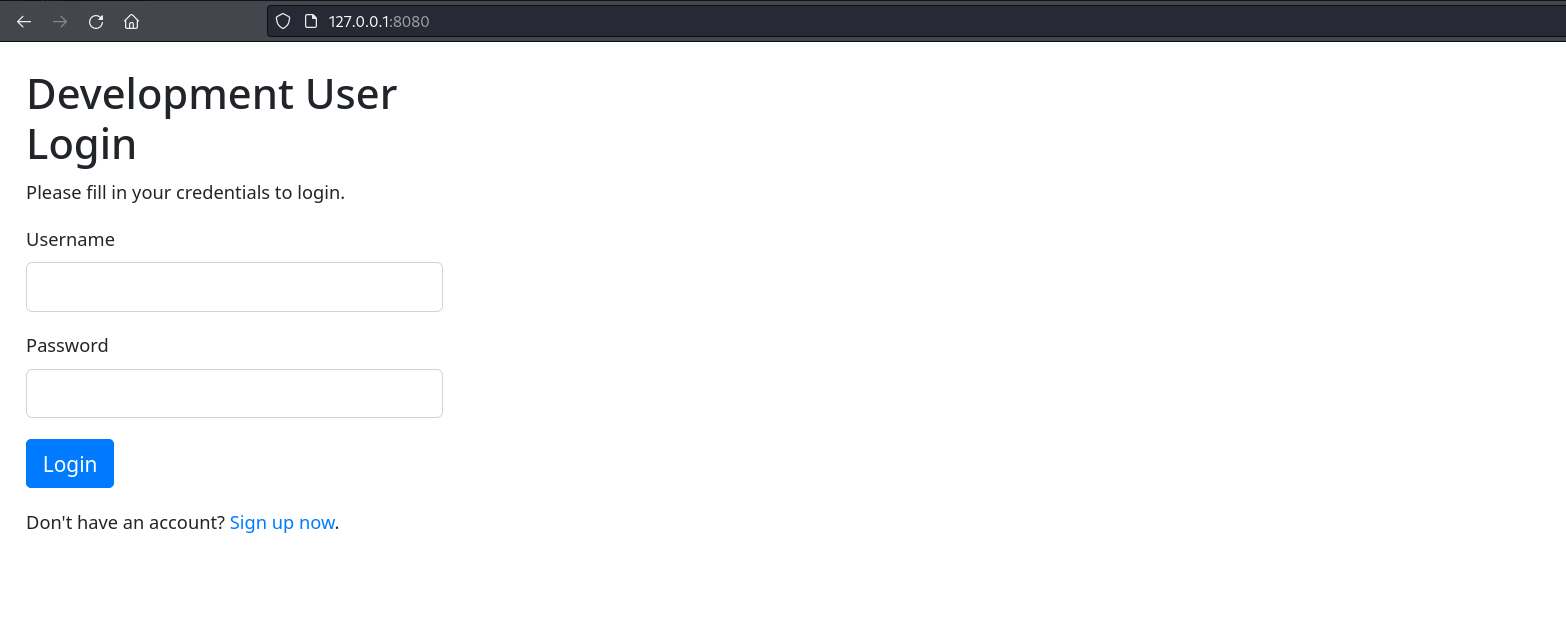 127.0.0.1:8080
Development User
Login
Please fill in your credentials to login.
Username
Password
Login
Don't have an account? Sign up now.